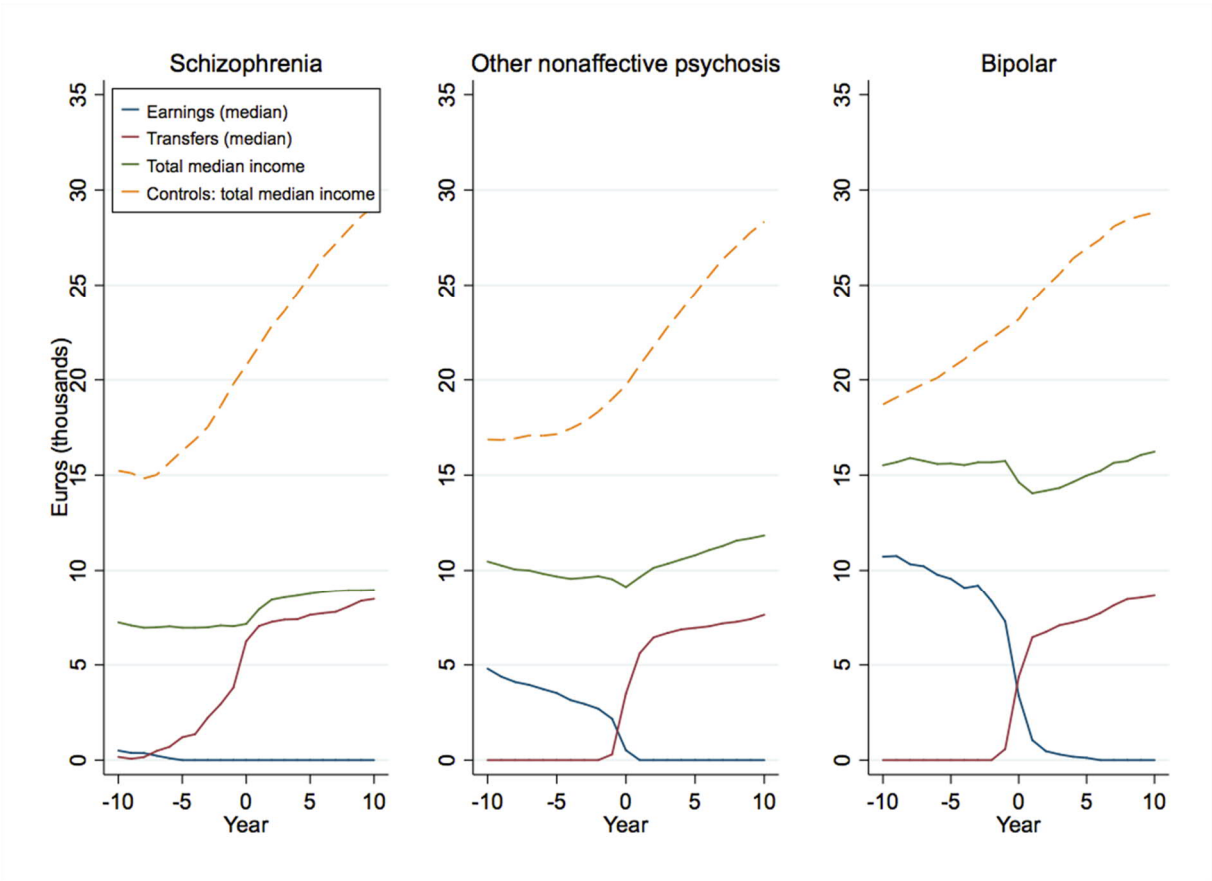 Schizophrenia
Other nonaffective psychosis
Bipolar
Earnings (median)
Transfers (median)
Total median income
Controls: total median income
Euros (thousands)
35
30
25
20
15
10
5
0
-10 -5 0 5 10
Year
35
30
25
20
15
10
5
0
-10 -5 0 5 10
Year
35
30
25
20
15
10
5
0
-10 -5 0 5 10
Year